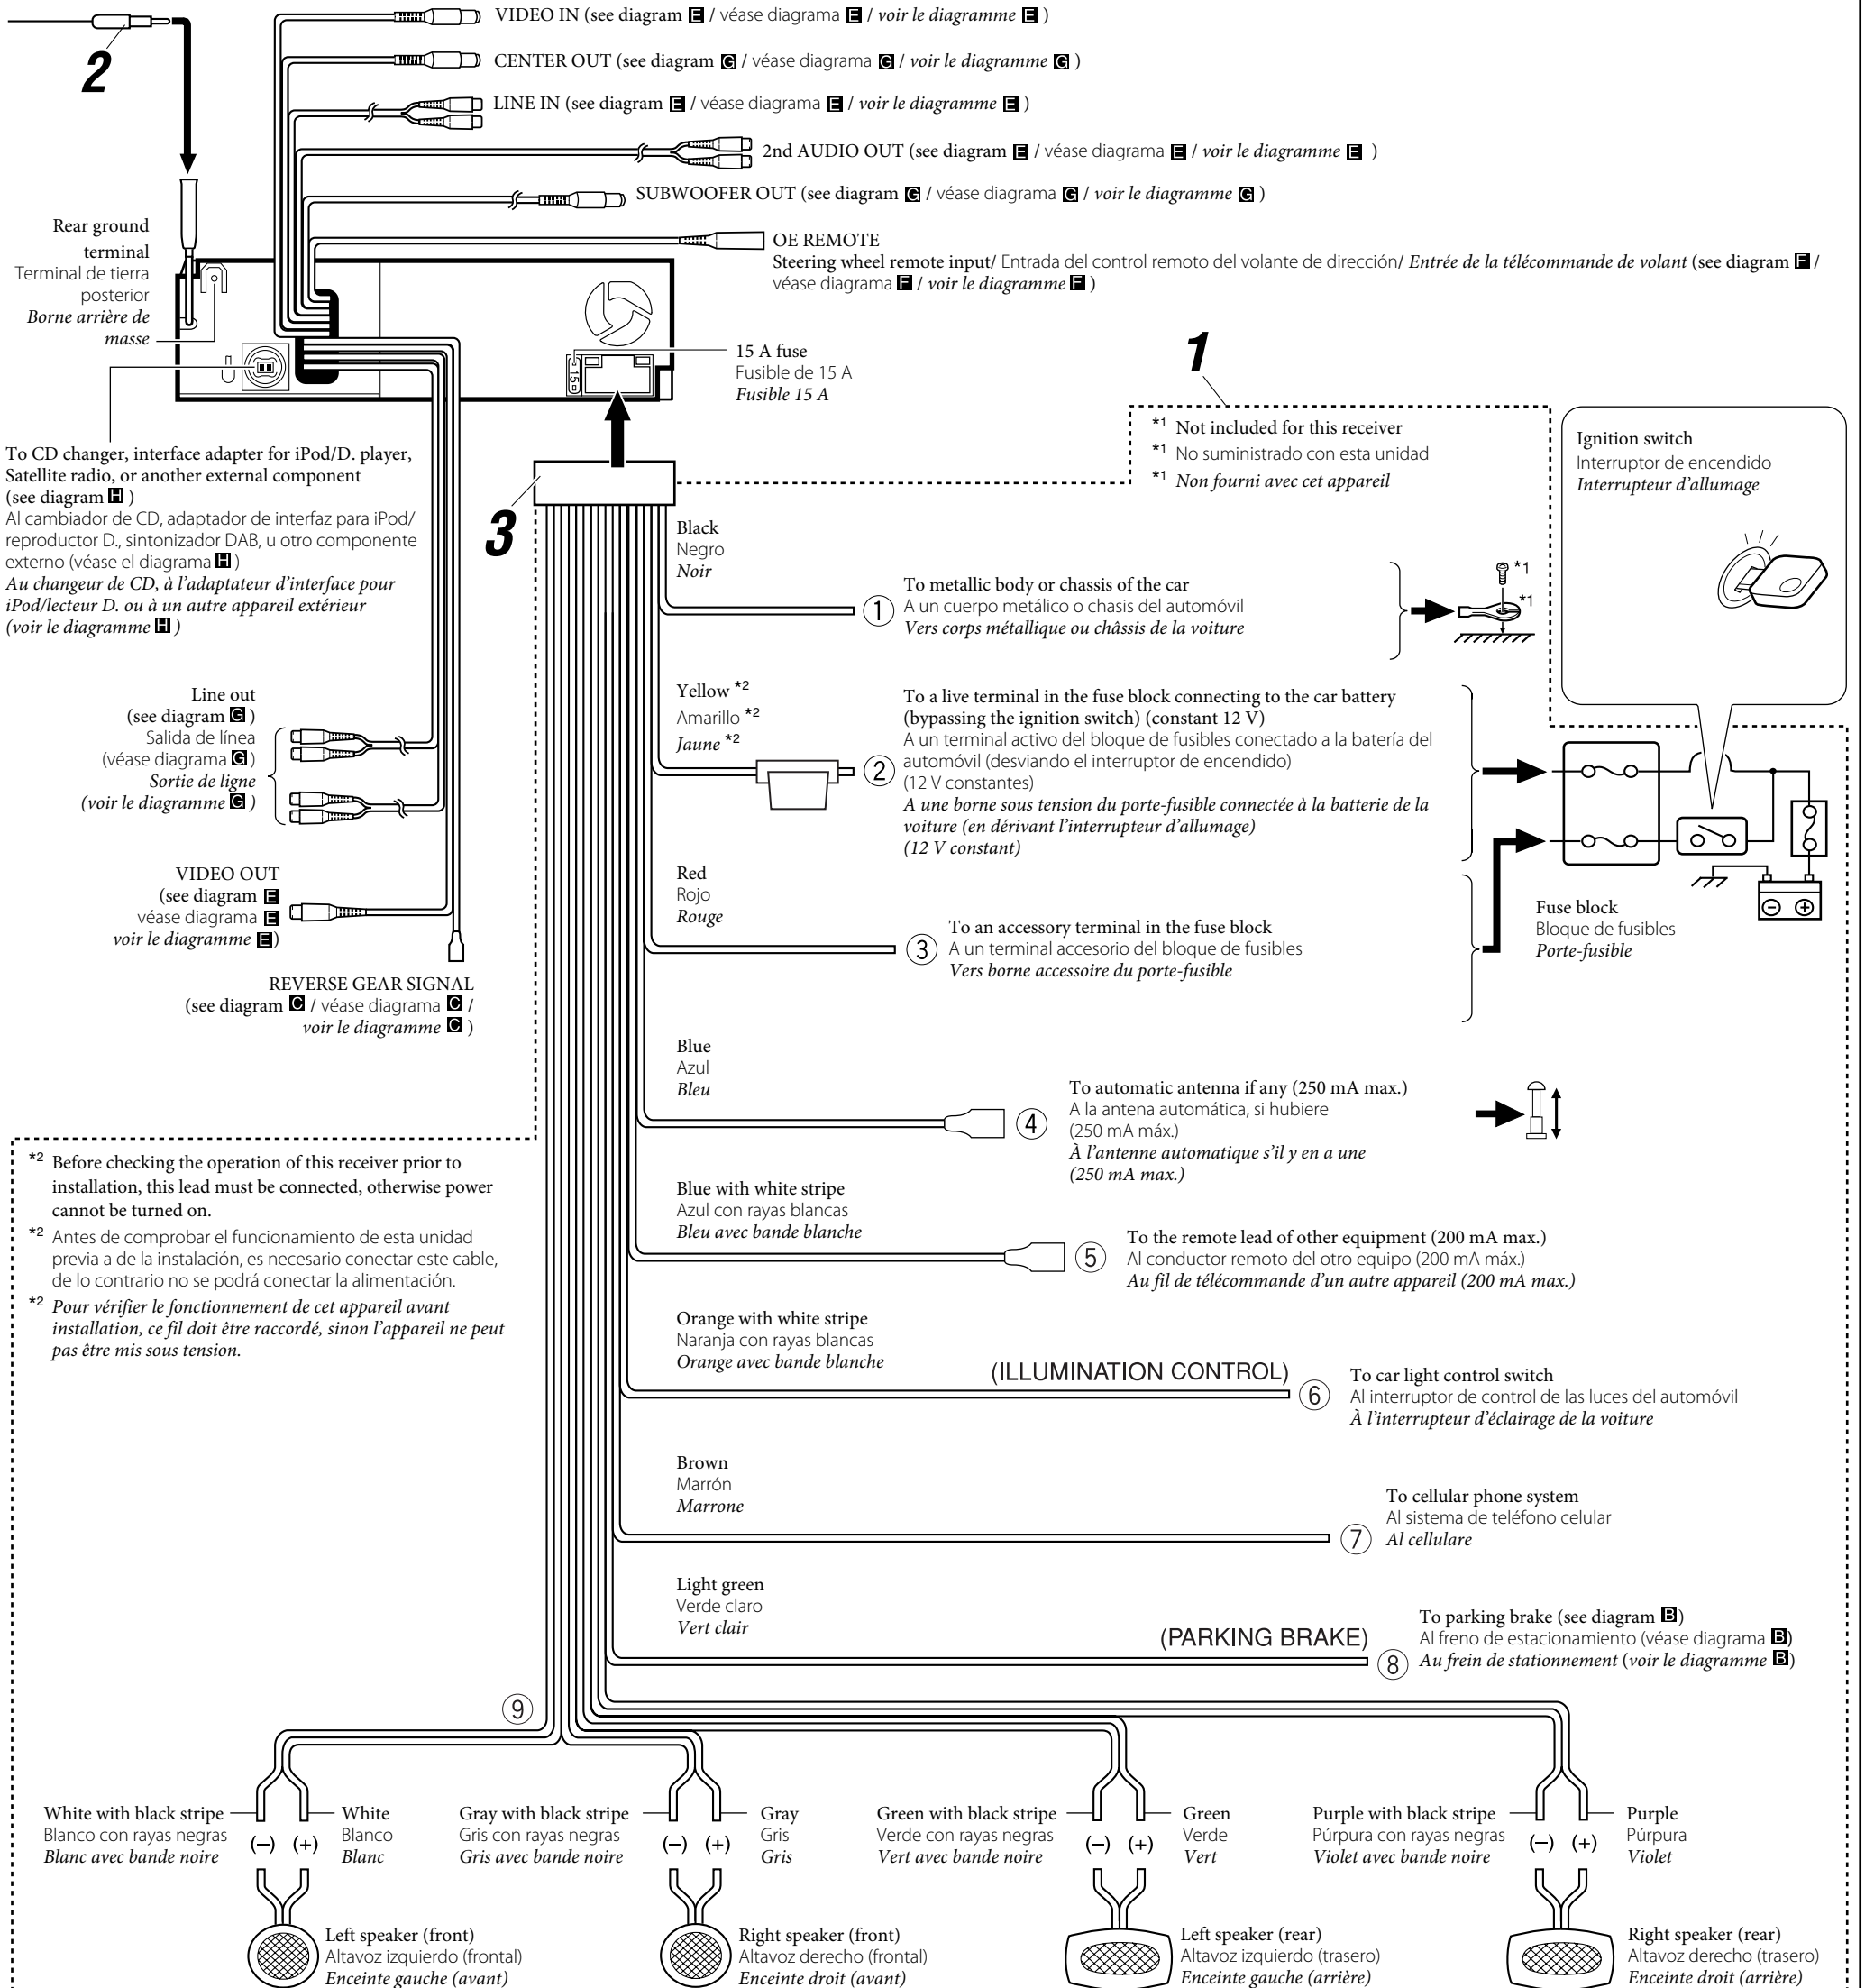 VIDEO IN (see diagram E / véase diagrama E / voir le diagramme E )
2
CENTER OUT (see diagram G / véase diagrama G / voir le diagramme G )
LINE IN (see diagram E / véase diagrama E / voir le diagramme E )
2nd AUDIO OUT (see diagram E / véase diagrama E / voir le diagramme E )
SUBWOOFER OUT (see diagram G / véase diagrama G / voir le diagramme G )
Rear ground
terminal
Terminal de tierra
posterior
Borne arrière de
masse
OE REMOTE
Steering wheel remote input/ Entrada del control remoto del volante de dirección/ Entrée de la télécommande de volant (see diagram F /
véase diagrama F / voir le diagramme F )
15
15 A fuse
Fusible de 15 A
Fusible 15 A
1
*1 Not included for this receiver
*1 No suministrado con esta unidad
*1 Non fourni avec cet appareil
Ignition switch
Interruptor de encendido
Interrupteur d'allumage
To CD changer, interface adapter for iPod/D. player,
Satellite radio, or another external component
(see diagram H )
Al cambiador de CD, adaptador de interfaz para iPod/
reproductor D., sintonizador DAB, u otro componente
externo (véase el diagrama H )
Au changeur de CD, à l'adaptateur d'interface pour
iPod/lecteur D. ou à un autre appareil extérieur
(voir le diagramme H )
3
Black
Negro
Noir
1
To metallic body or chassis of the car
A un cuerpo metálico o chasis del automóvil
Vers corps métallique ou châssis de la voiture
*1
*1
Line out
(see diagram G )
Salida de línea
(véase diagrama G )
Sortie de ligne
(voir le diagramme G )
Yellow *2
Amarillo *2
Jaune *2
2
To a live terminal in the fuse block connecting to the car battery
(bypassing the ignition switch) (constant 12 V)
A un terminal activo del bloque de fusibles conectado a la batería del
automóvil (desviando el interruptor de encendido)
(12 V constantes)
A une borne sous tension du porte-fusible connectée à la batterie de la
voiture (en dérivant l'interrupteur d'allumage)
(12 V constant)
VIDEO OUT
(see diagram E
véase diagrama E
voir le diagramme E)
Red
Rojo
Rouge
3
To an accessory terminal in the fuse block
A un terminal accesorio del bloque de fusibles
Vers borne accessoire du porte-fusible
Fuse block
Bloque de fusibles
Porte-fusible
REVERSE GEAR SIGNAL
(see diagram C / véase diagrama C /
voir le diagramme C )
Blue
Azul
Bleu
4
To automatic antenna if any (250 mA max.)
A la antena automática, si hubiere
(250 mA máx.)
À l'antenne automatique s'il y en a une
(250 mA max.)
*2 Before checking the operation of this receiver prior to
installation, this lead must be connected, otherwise power
cannot be turned on.
*2 Antes de comprobar el funcionamiento de esta unidad
previa a de la instalación, es necesario conectar este cable,
de lo contrario no se podrá conectar la alimentación.
*2 Pour vérifier le fonctionnement de cet appareil avant
installation, ce fil doit être raccordé, sinon l'appareil ne peut
pas être mis sous tension.
Blue with white stripe
Azul con rayas blancas
Bleu avec bande blanche
5
To the remote lead of other equipment (200 mA max.)
Al conductor remoto del otro equipo (200 mA máx.)
Au fil de télécommande d'un autre appareil (200 mA max.)
Orange with white stripe
Naranja con rayas blancas
Orange avec bande blanche
(ILLUMINATION CONTROL)
6
To car light control switch
Al interruptor de control de las luces del automóvil
À l'interrupteur d'éclairage de la voiture
Brown
Marrón
Marrone
7
To cellular phone system
Al sistema de teléfono celular
Al cellulare
Light green
Verde claro
Vert clair
(PARKING BRAKE)
8
To parking brake (see diagram B)
Al freno de estacionamiento (véase diagrama B)
Au frein de stationnement (voir le diagramme B)
9
White with black stripe
Blanco con rayas negras
Blanc avec bande noire
(–) (+)
White
Blanco
Blanc
Gray with black stripe
Gris con rayas negras
Gris avec bande noire
(–) (+)
Gray
Gris
Gris
Green with black stripe
Verde con rayas negras
Vert avec bande noire
(–) (+)
Green
Verde
Vert
Purple with black stripe
Púrpura con rayas negras
Violet avec bande noire
(–) (+)
Purple
Púrpura
Violet
Left speaker (front)
Altavoz izquierdo (frontal)
Enceinte gauche (avant)
Right speaker (front)
Altavoz derecho (frontal)
Enceinte droit (avant)
Left speaker (rear)
Altavoz izquierdo (trasero)
Enceinte gauche (arrière)
Right speaker (rear)
Altavoz derecho (trasero)
Enceinte droit (arrière)